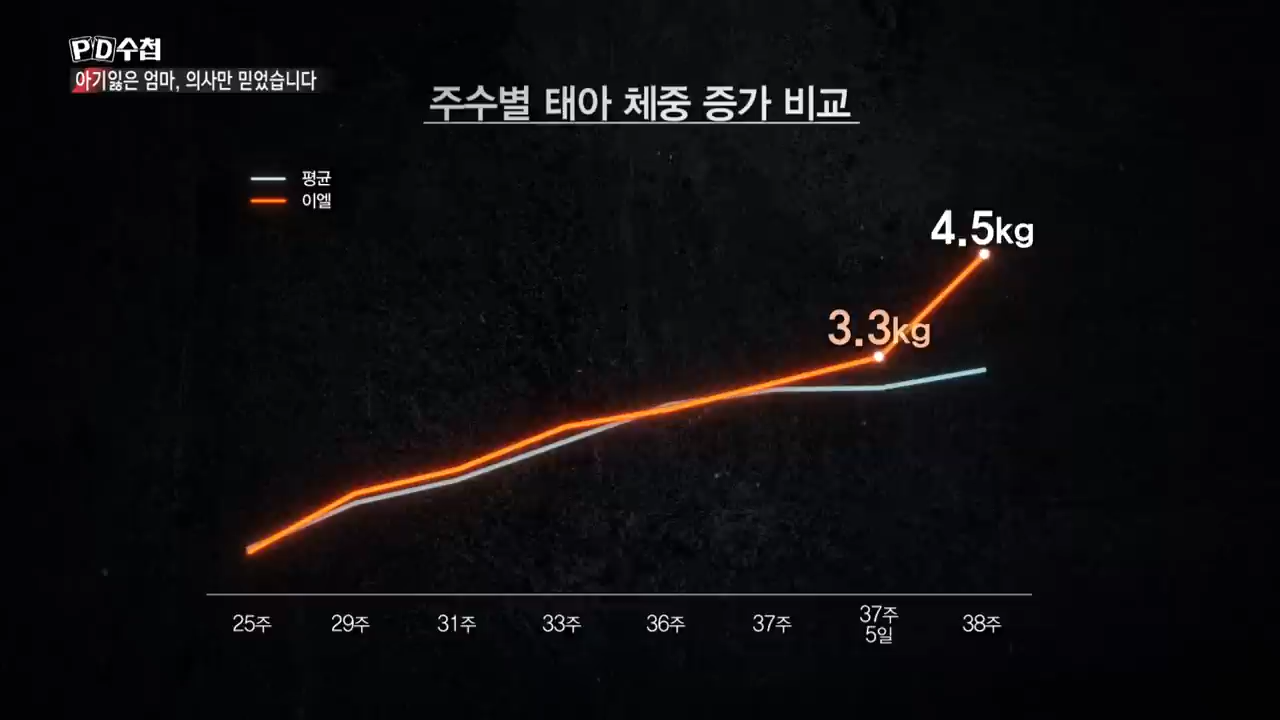 PD수첩
아기잃은 엄마, 의사만 믿었습니다
주수별 태아 체중 증가 비교
평균
이엘
4.5kg
3.3kg
25주 29주 31주 33주 36주 37주 37주 5일 38주